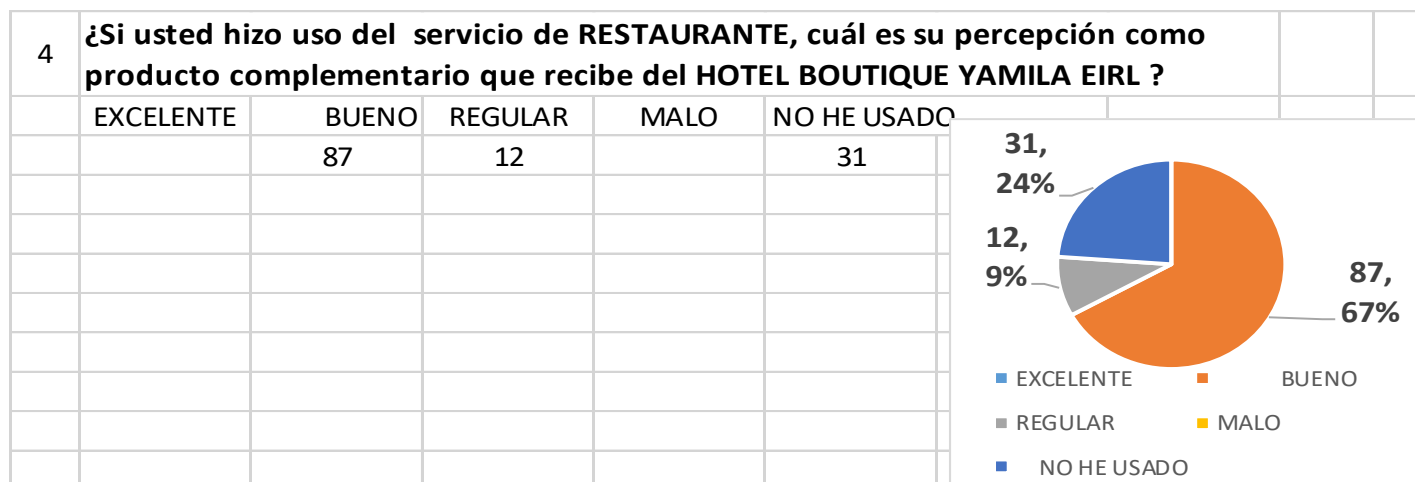 4
¿Si usted hizo uso del  servicio de RESTAURANTE, cuál es su percepción como
producto complementario que recibe del HOTEL BOUTIQUE YAMILA EIRL ?
EXCELENTE BUENO REGULAR MALO NO HE USADO
87 12 31
31,
24%
12,
9%
87,
67%
EXCELENTE BUENO
REGULAR MALO
NO HE USADO